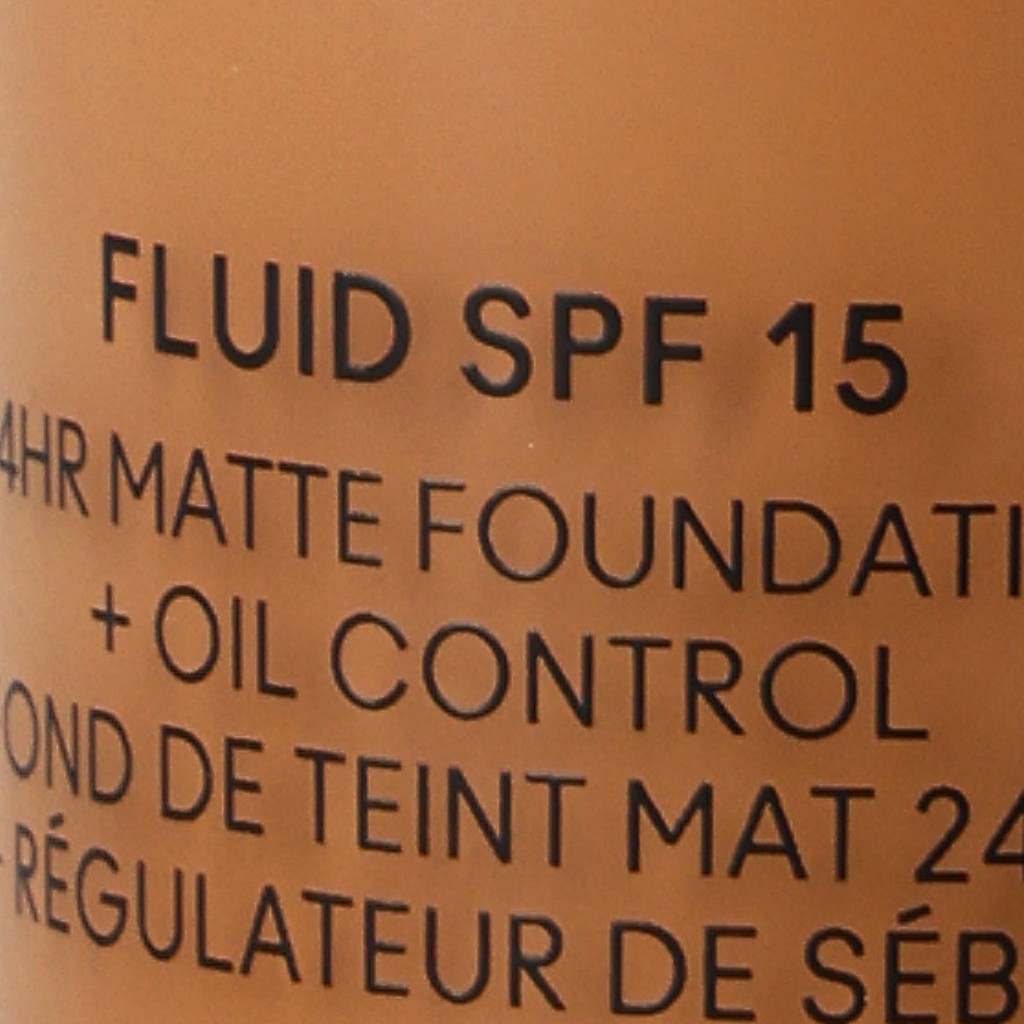 FLUID SPF 15
4HR MATTE FOUNDATI
+ OIL CONTROL
OND DE TEINT MAT 24
RÉGULATEUR DE SÉB